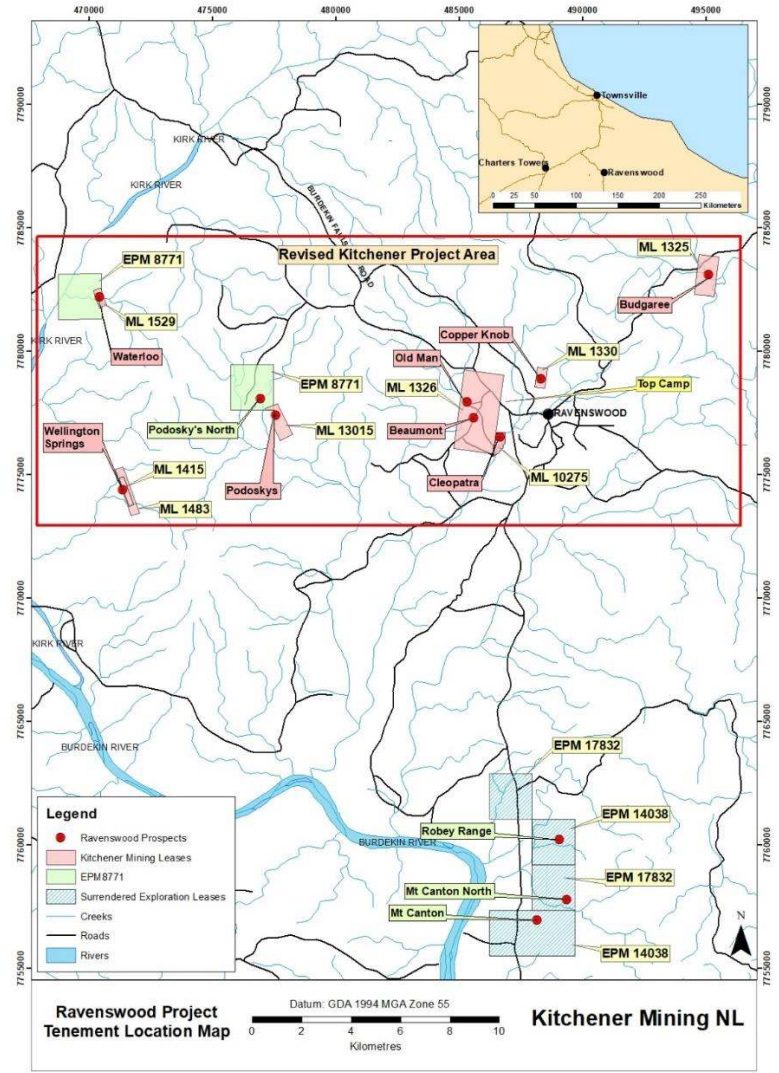 470000
475000
480000
485000
490000
495000
7790000
7785000
7780000
7775000
7770000
7765000
7760000
7755000
Townsville
Charters Towers
Ravenswood
0 25 50 100 150 200 250
Kilometers
KIRK RIVER
KIRK RIVER
BURDEKIN FALLS
ROAD
Revised Kitchener Project Area
ML 1325
Budgaree
EPM 8771
ML 1529
Waterloo
KIRK RIVER
Copper Knob
ML 1330
Old Man
ML 1326
Top Camp
EPM 8771
Beaumont
RAVENSWOOD
Podosky's North
ML 13015
Wellington
Springs
ML 1415
ML 1483
Podoskys
Cleopatra
ML 10275
KIRK RIVER
BURDEKIN RIVER
BURDEKIN RIVER
EPM 17832
EPM 14038
Robey Range
EPM 17832
Mt Canton North
Mt Canton
EPM 14038
Legend
Ravenswood Prospects
Kitchener Mining Leases
EPM8771
Surrendered Exploration Leases
Creeks
Roads
Rivers
N
Ravenswood Project
Tenement Location Map
Datum: GDA 1994 MGA Zone 55
0 2 4 6 8 10
Kilometres
Kitchener Mining NL